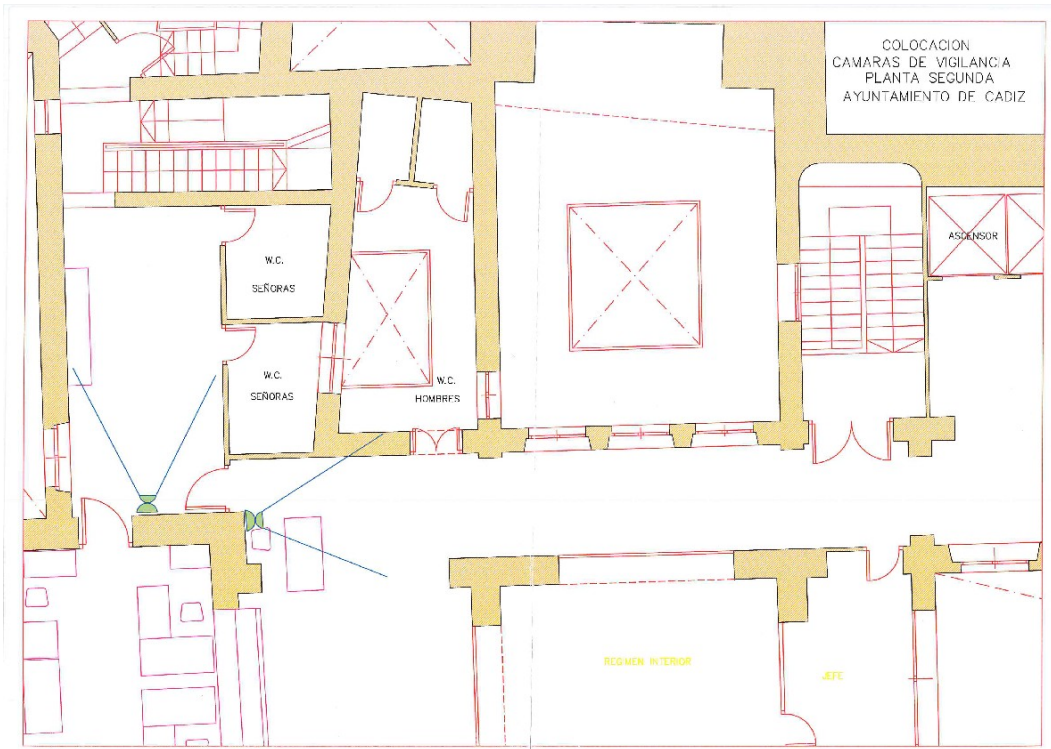 COLOCACION
CAMARAS DE VIGILANCIA
PLANTA SEGUNDA
AYUNTAMIENTO DE CADIZ
ASCENSOR
W.C.
SEÑORAS
W.C.
SEÑORAS
W.C.
HOMBRES
REGIMEN INTERIOR
JEFE